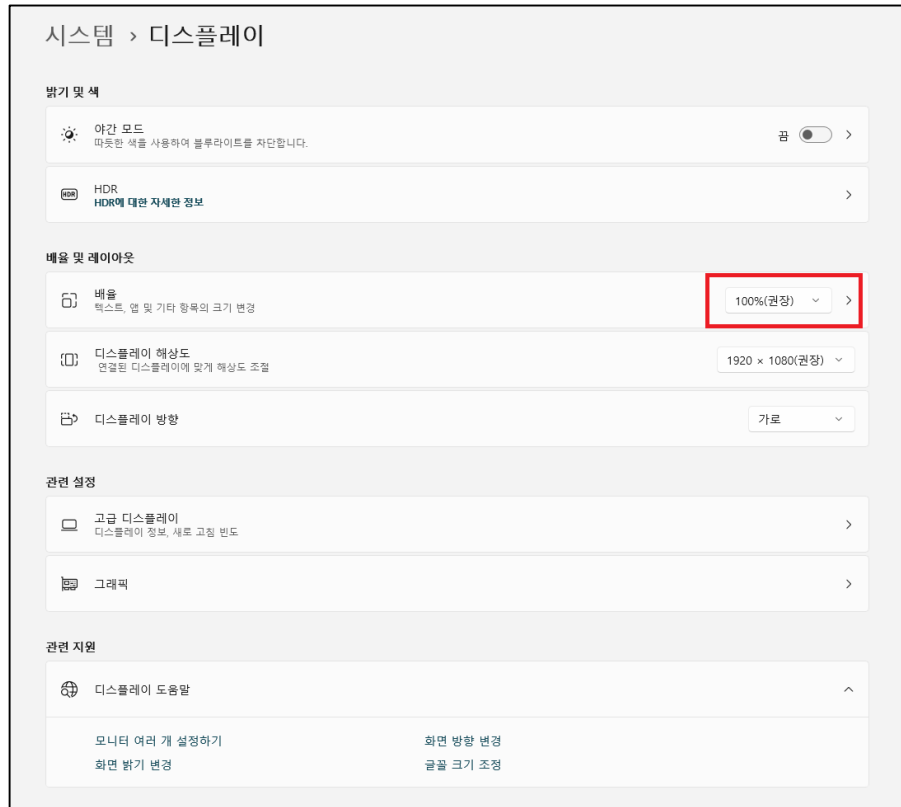 시스템 › 디스플레이
밝기 및 색
야간 모드
따뜻한 색을 사용하여 블루라이트를 차단합니다.
끔
HDR
HDR
HDR에 대한 자세한 정보
배율 및 레이아웃
배율
텍스트, 앱 및 기타 항목의 크기 변경
100%(권장)
디스플레이 해상도
연결된 디스플레이에 맞게 해상도 조절
1920 × 1080(권장)
디스플레이 방향
가로
관련 설정
고급 디스플레이
디스플레이 정보, 새로 고침 빈도
그래픽
관련 지원
디스플레이 도움말
모니터 여러 개 설정하기
화면 방향 변경
화면 밝기 변경
글꼴 크기 조정